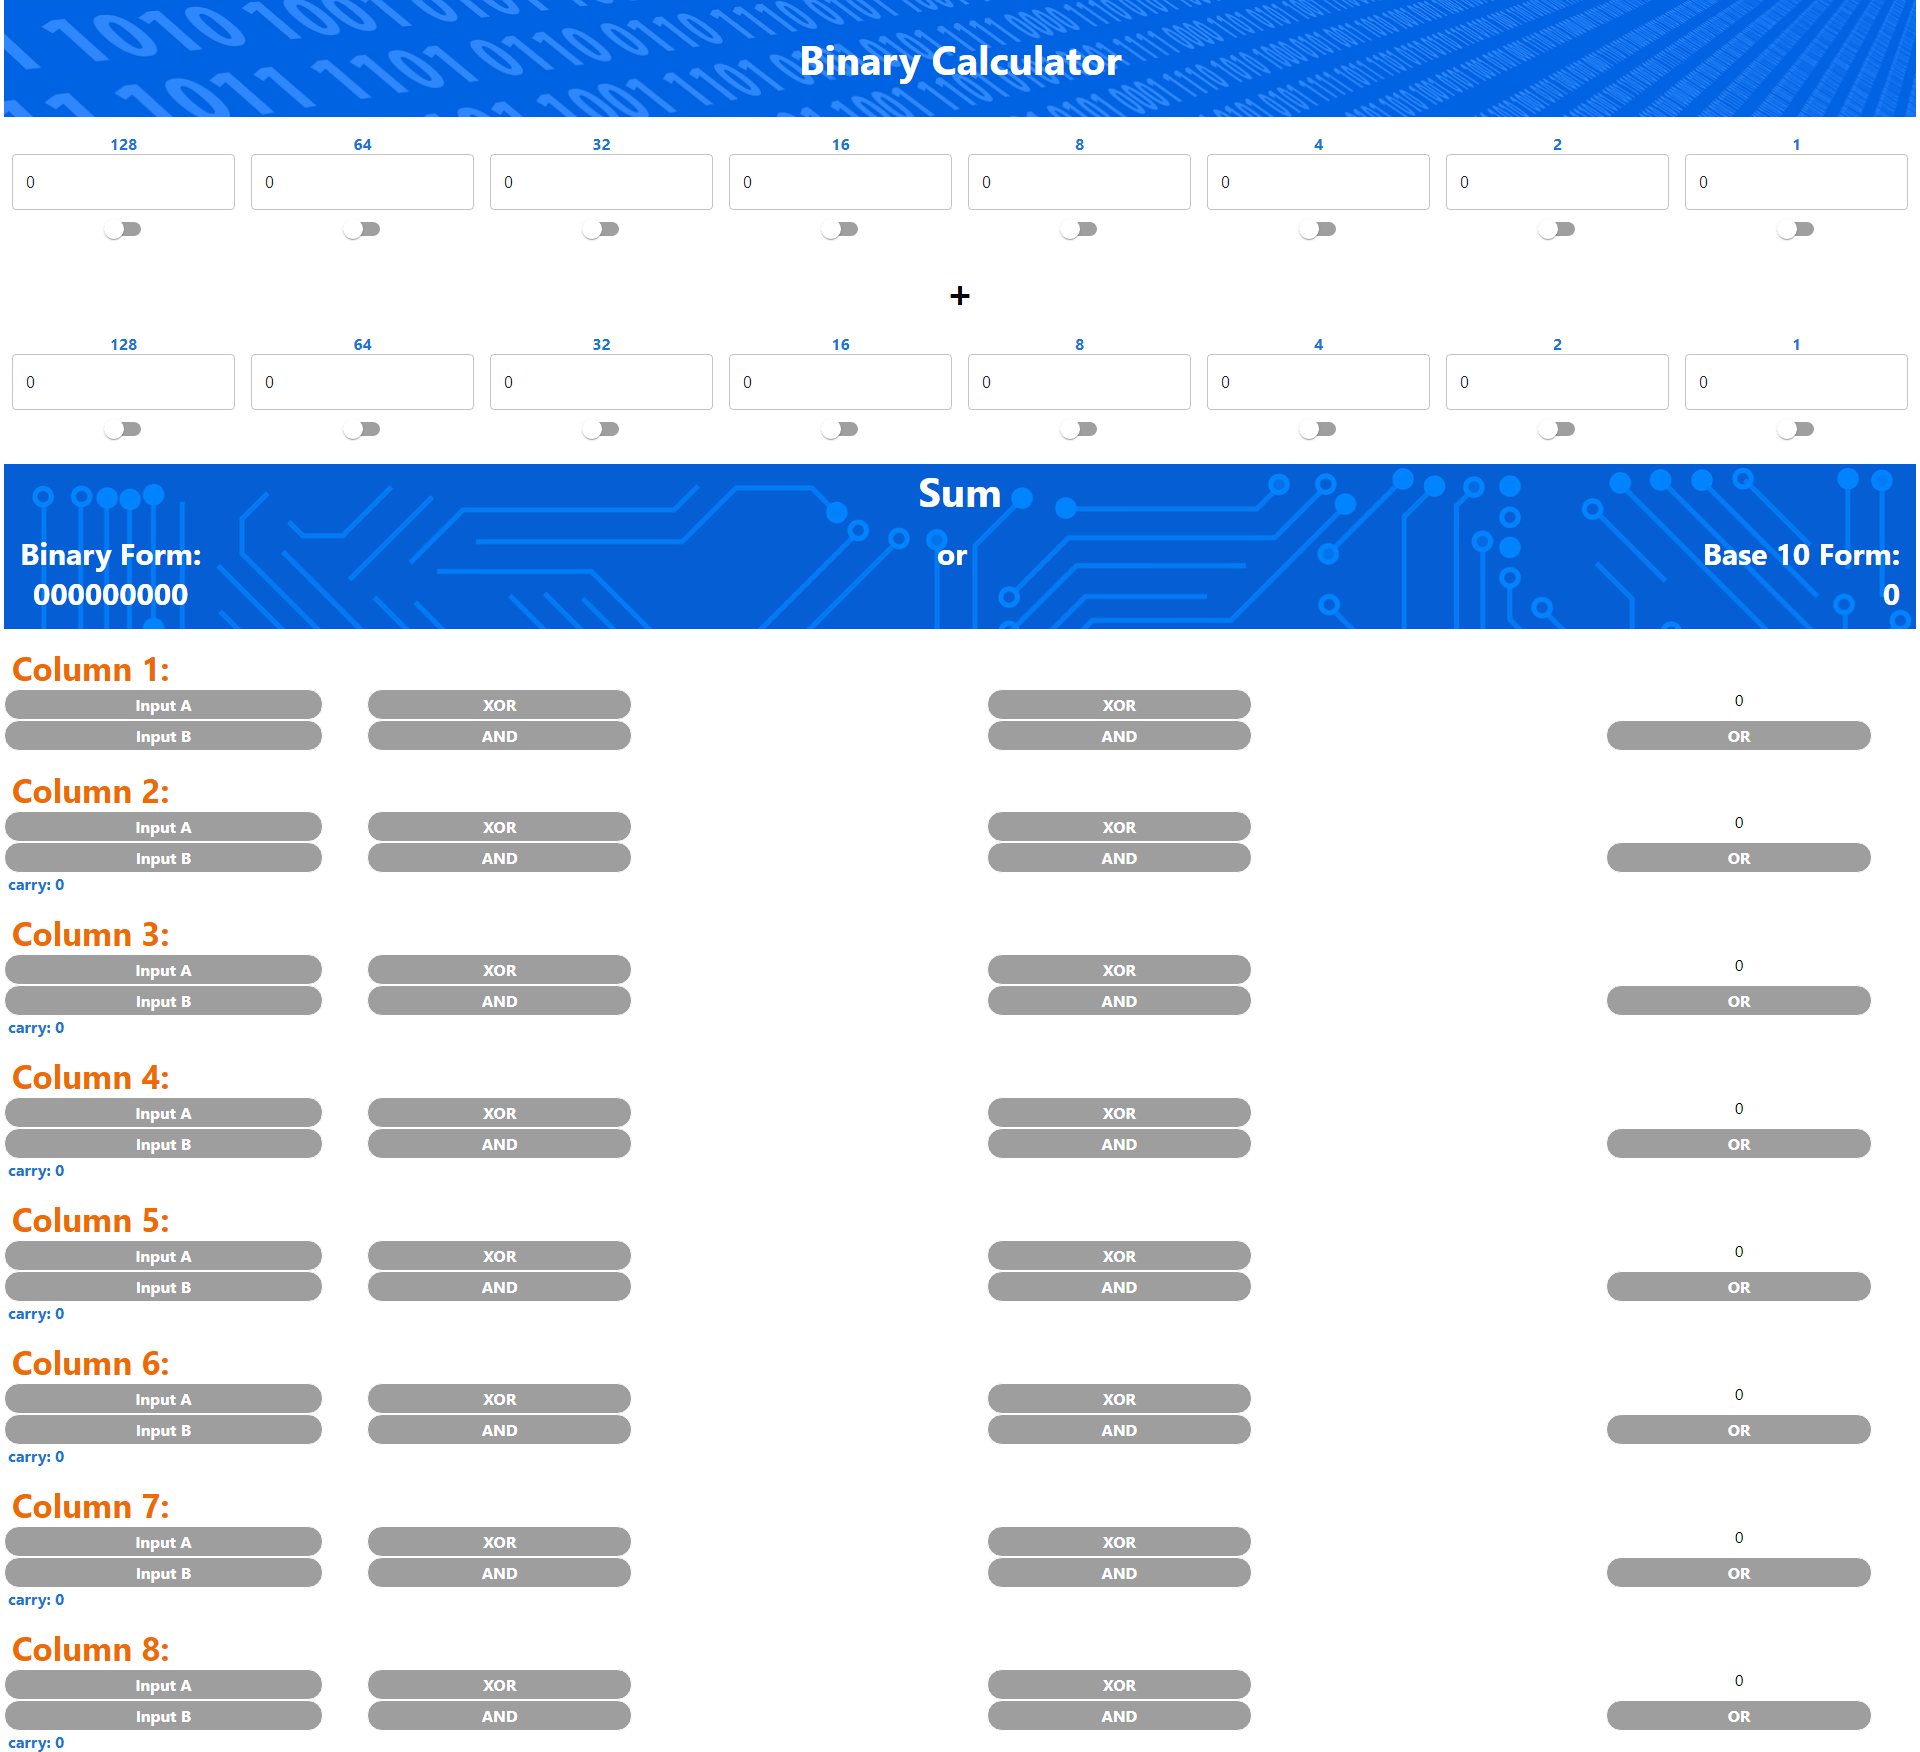 Binary Calculator
128 64 32 16 8 4 2 1
0 0 0 0 0 0 0 0
+
128 64 32 16 8 4 2 1
0 0 0 0 0 0 0 0
Sum
Binary Form: or Base 10 Form:
000000000 0
Column 1:
Input A XOR XOR 0
Input B AND AND OR
Column 2:
Input A XOR XOR 0
Input B AND AND OR
carry: 0
Column 3:
Input A XOR XOR 0
Input B AND AND OR
carry: 0
Column 4:
Input A XOR XOR 0
Input B AND AND OR
carry: 0
Column 5:
Input A XOR XOR 0
Input B AND AND OR
carry: 0
Column 6:
Input A XOR XOR 0
Input B AND AND OR
carry: 0
Column 7:
Input A XOR XOR 0
Input B AND AND OR
carry: 0
Column 8:
Input A XOR XOR 0
Input B AND AND OR
carry: 0